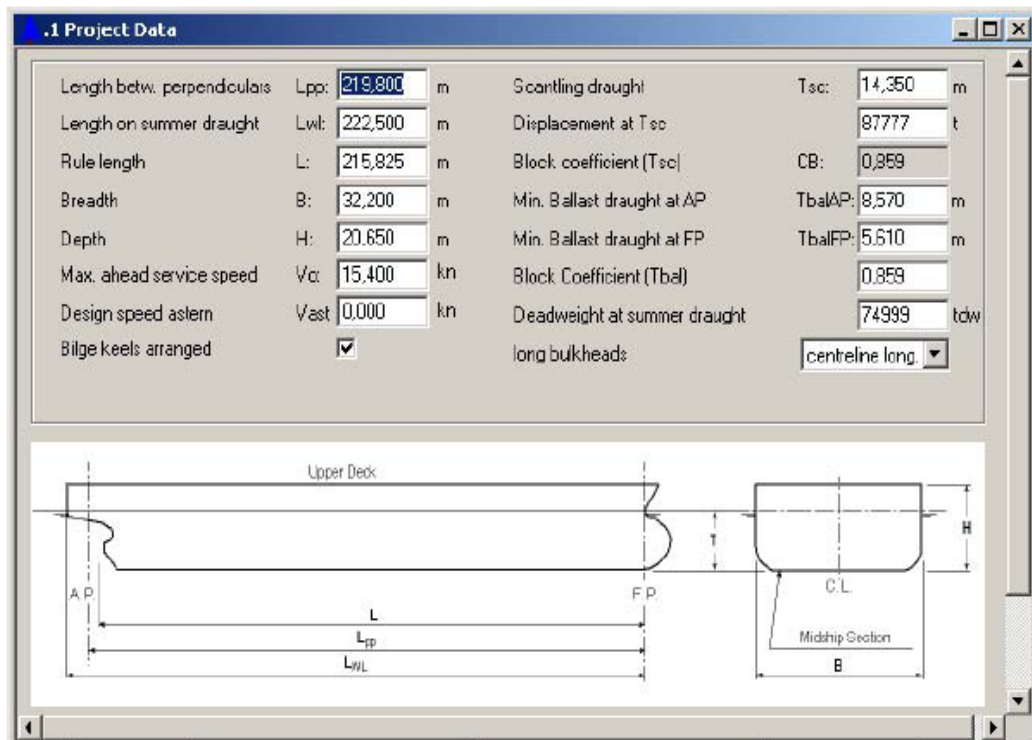 .1 Project Data
Length betw. perpendiculars Lpp: 219,800 m
Length on summer draught Lwl: 222,500 m
Rule length L: 215,825 m
Breadth B: 32,200 m
Depth H: 20,650 m
Max. ahead service speed Vo: 15,400 kn
Design speed astern Vast 0,000 kn
Bilge keels arranged
Scantling draught Tsc: 14,350 m
Displacement at Tsc 87777 t
Block coefficient (Tsc) CB: 0,859
Min. Ballast draught at AP TbalAP: 8,570 m
Min. Ballast draught at FP TbalFP: 5,610 m
Block Coefficient (Tbal) 0,859
Deadweight at summer draught 74999 tdw
long bulkheads centreline long.
Upper Deck
T
H
A.P.
F.P.
C.L.
L
Lpp
LWL
Midship Section
B